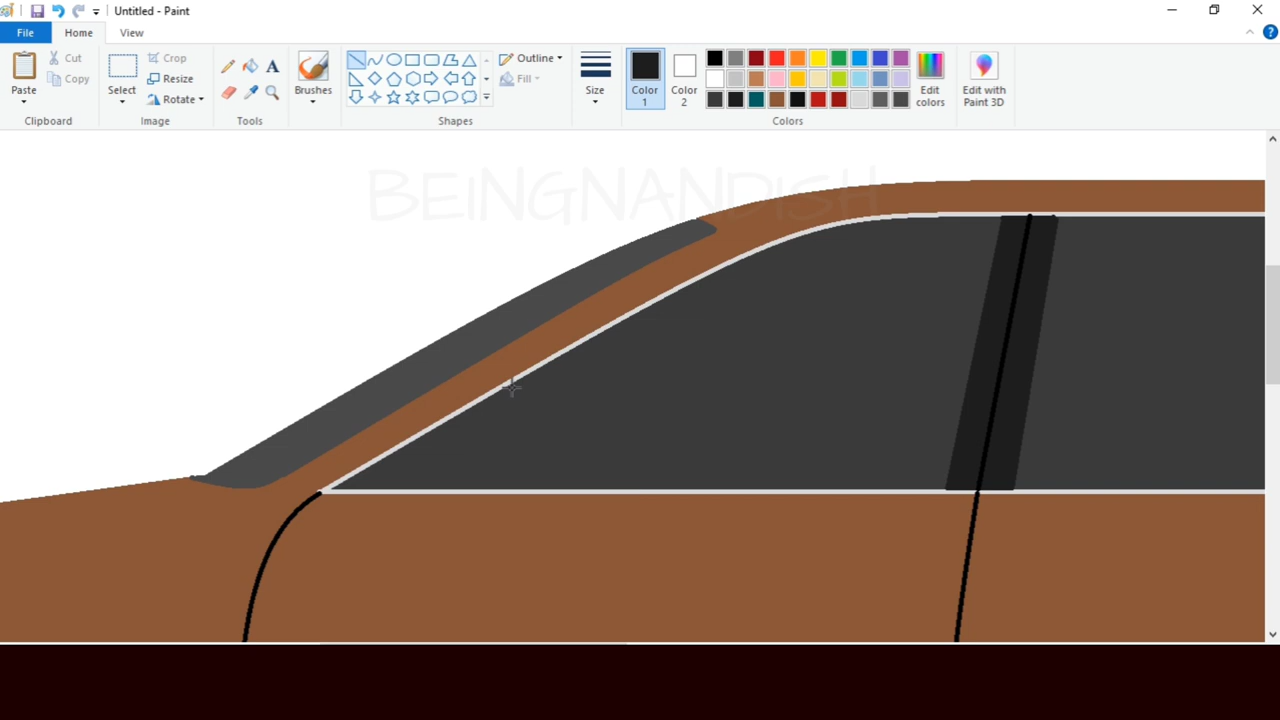 Untitled - Paint
File
Home
View
Paste
Cut
Copy
Clipboard
Select
Crop
Resize
Rotate
Image
Tools
Brushes
Shapes
Outline
Fill
Size
Color
1
Color
2
Edit
colors
Colors
Edit with
Paint 3D
BEiNGNANDiSH